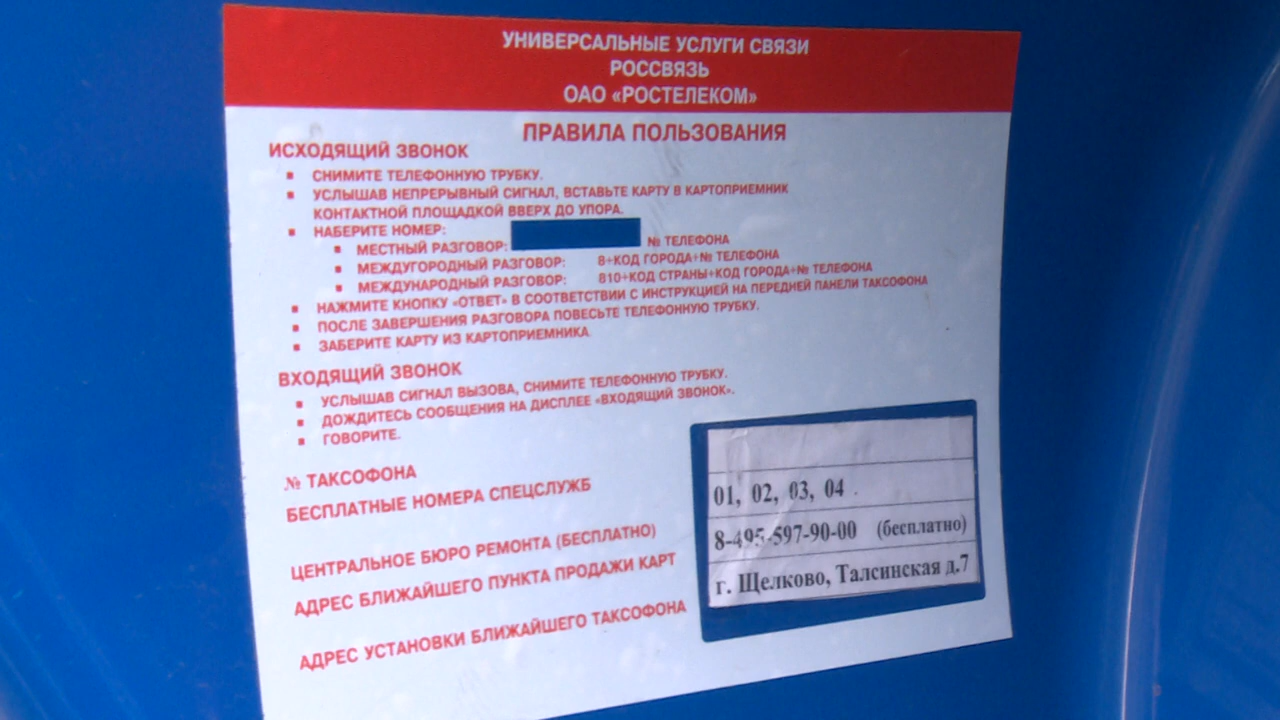 УНИВЕРСАЛЬНЫЕ УСЛУГИ СВЯЗИ
РОССВЯЗЬ
ОАО «РОСТЕЛЕКОМ»
ПРАВИЛА ПОЛЬЗОВАНИЯ
ИСХОДЯЩИЙ ЗВОНОК
▪ СНИМИТЕ ТЕЛЕФОННУЮ ТРУБКУ.
▪ УСЛЫШАВ НЕПРЕРЫВНЫЙ СИГНАЛ, ВСТАВЬТЕ КАРТУ В КАРТОПРИЕМНИК
КОНТАКТНОЙ ПЛОЩАДКОЙ ВВЕРХ ДО УПОРА.
▪ НАБЕРИТЕ НОМЕР:
▪ МЕСТНЫЙ РАЗГОВОР: № ТЕЛЕФОНА
▪ МЕЖДУГОРОДНЫЙ РАЗГОВОР: 8+КОД ГОРОДА+№ ТЕЛЕФОНА
▪ МЕЖДУНАРОДНЫЙ РАЗГОВОР: 810+КОД СТРАНЫ+КОД ГОРОДА+№ ТЕЛЕФОНА
▪ НАЖМИТЕ КНОПКУ «ОТВЕТ» В СООТВЕТСТВИИ С ИНСТРУКЦИЕЙ НА ПЕРЕДНЕЙ ПАНЕЛИ ТАКСОФОНА
▪ ПОСЛЕ ЗАВЕРШЕНИЯ РАЗГОВОРА ПОВЕСЬТЕ ТЕЛЕФОННУЮ ТРУБКУ.
▪ ЗАБЕРИТЕ КАРТУ ИЗ КАРТОПРИЕМНИКА
ВХОДЯЩИЙ ЗВОНОК
▪ УСЛЫШАВ СИГНАЛ ВЫЗОВА, СНИМИТЕ ТЕЛЕФОННУЮ ТРУБКУ.
▪ ДОЖДИТЕСЬ СООБЩЕНИЯ НА ДИСПЛЕЕ «ВХОДЯЩИЙ ЗВОНОК».
▪ ГОВОРИТЕ.
№ ТАКСОФОНА
БЕСПЛАТНЫЕ НОМЕРА СПЕЦСЛУЖБ
01, 02, 03, 04
ЦЕНТРАЛЬНОЕ БЮРО РЕМОНТА (БЕСПЛАТНО)
8-495-597-90-00 (бесплатно)
АДРЕС БЛИЖАЙШЕГО ПУНКТА ПРОДАЖИ КАРТ
г. Щелково, Талсинская д.7
АДРЕС УСТАНОВКИ БЛИЖАЙШЕГО ТАКСОФОНА